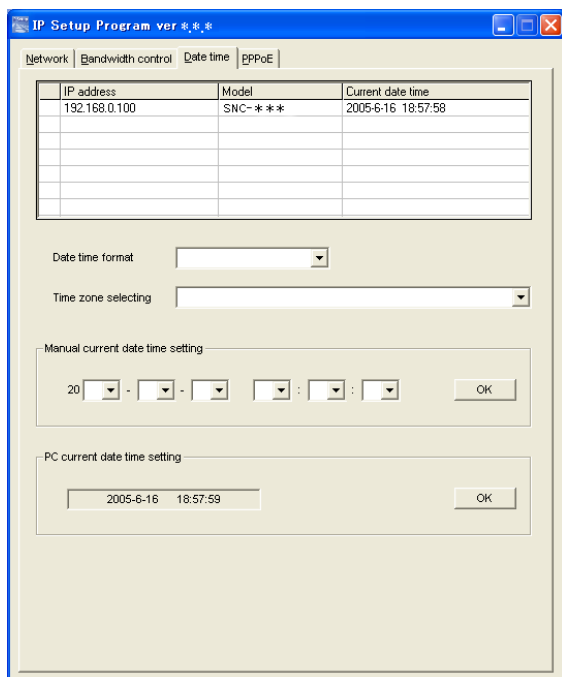 IP Setup Program ver *.*.*
Network Bandwidth control Date time PPPoE
IP address Model Current date time
192.168.0.100 SNC-*** 2005-6-16 18:57:58
Date time format
Time zone selecting
Manual current date time setting
20 - - : : OK
PC current date time setting
2005-6-16 18:57:59 OK